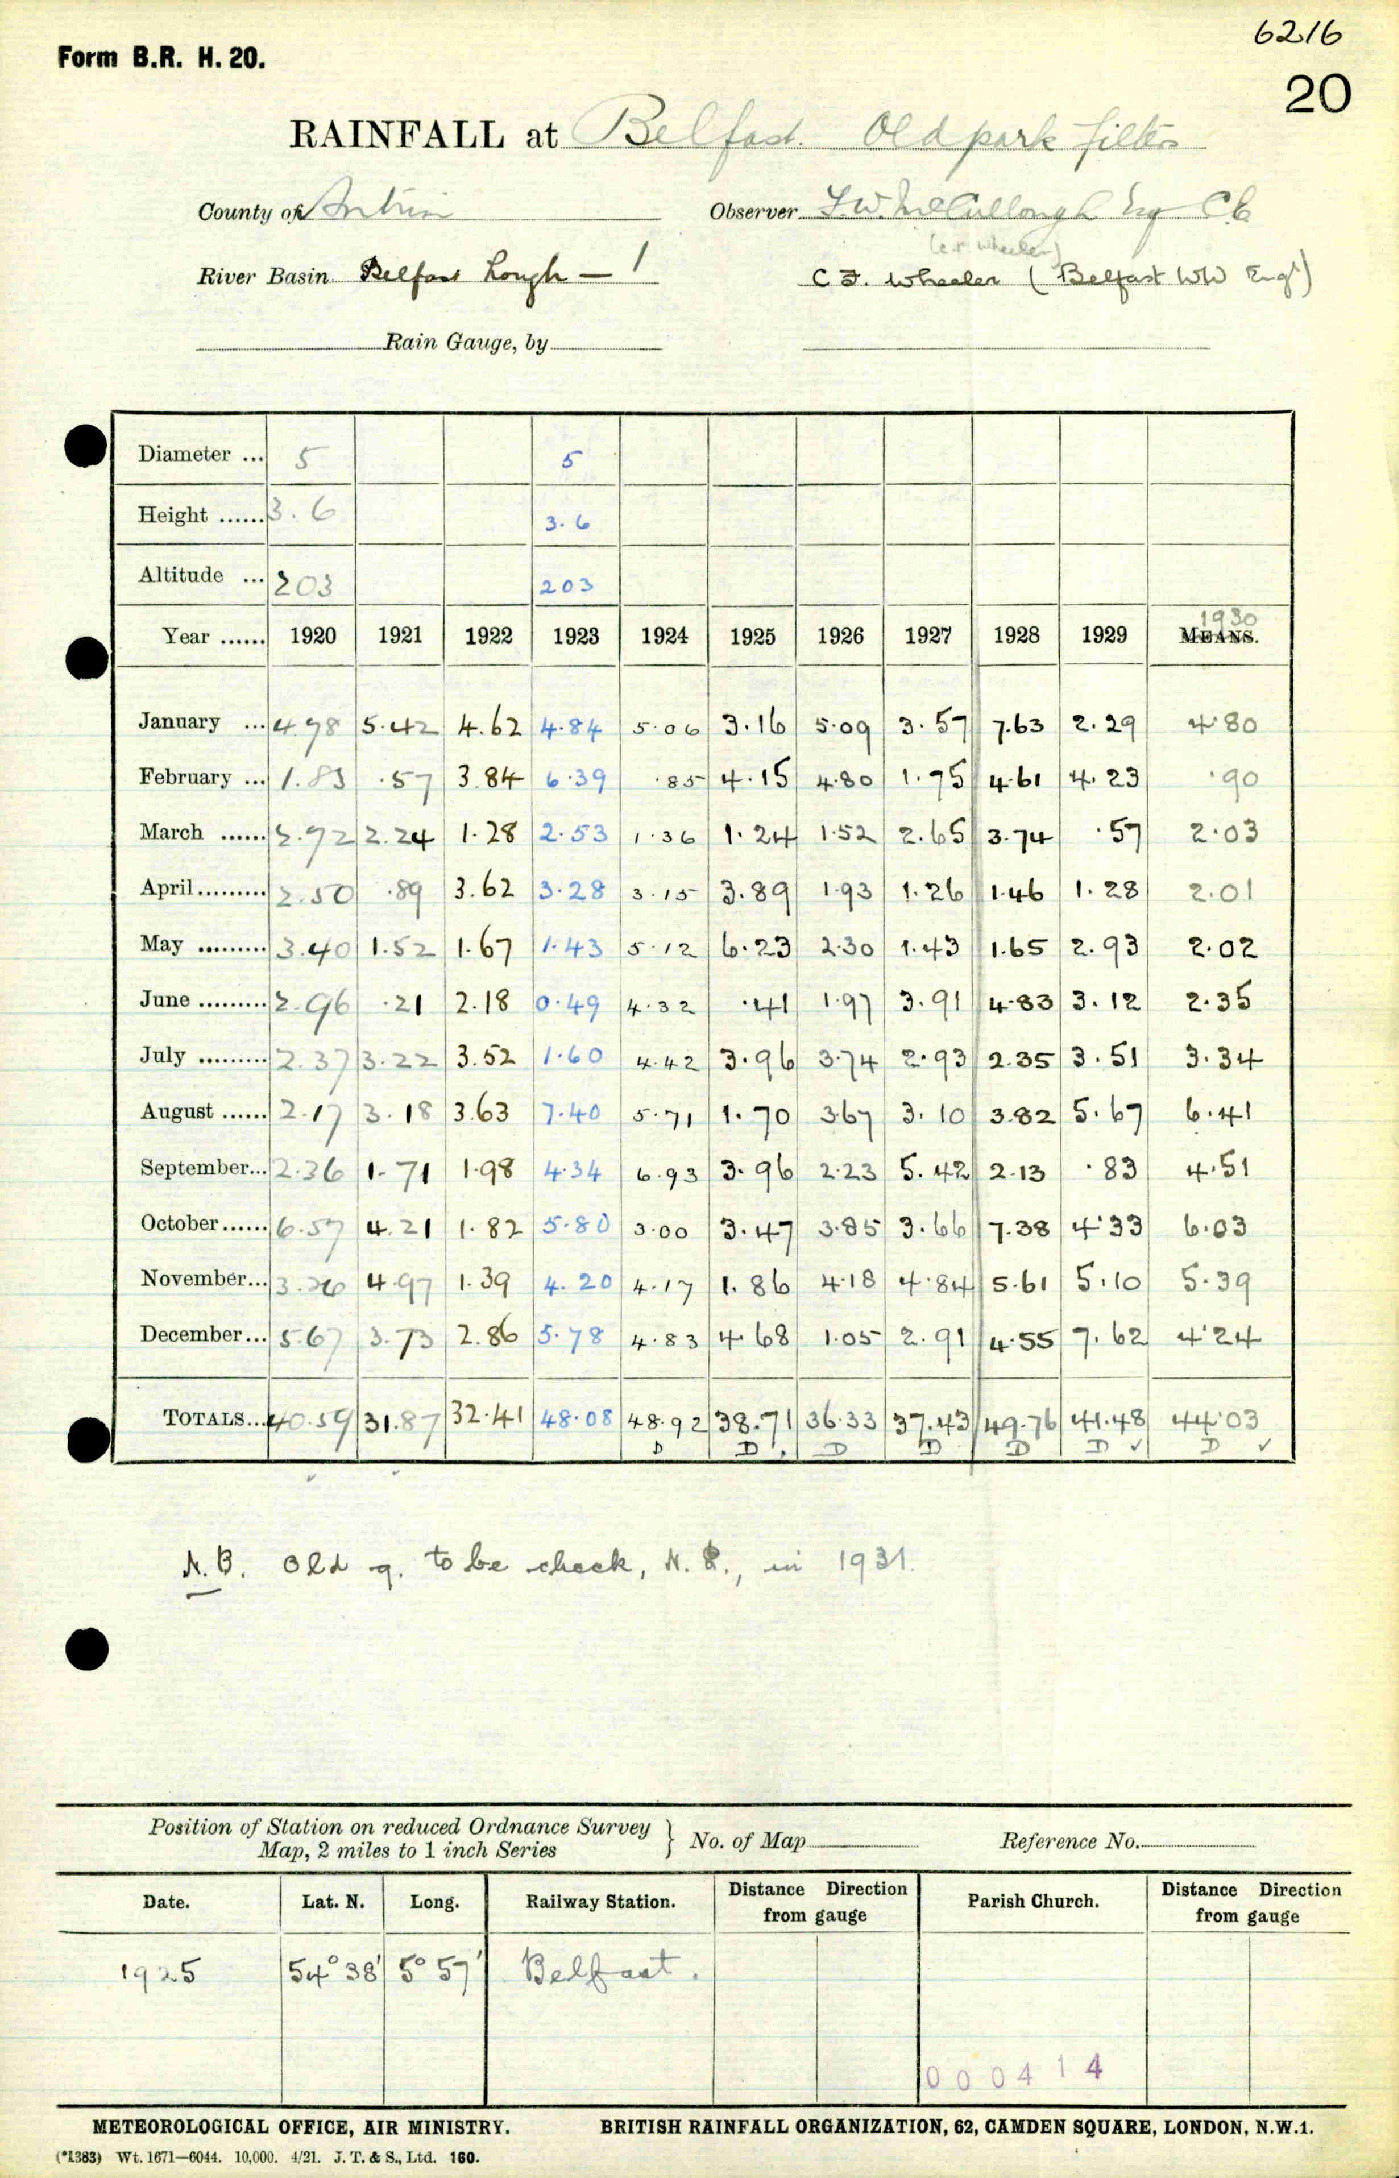 6216
Form B.R. H. 20.
20
RAINFALL at Belfast. Oldpark filters
County of Antrim Observer F.W. McCullough Esq CE
(C.F. Wheeler)
River Basin Belfast Lough — 1 C F. Wheeler (Belfast WW Engr)
Rain Gauge, by
Diameter ... 5 5
Height ...... 3.6 3.6
Altitude ... 203 203
1930
Year ...... 1920 1921 1922 1923 1924 1925 1926 1927 1928 1929 MEANS.
January ... 4.98 5.42 4.62 4.84 5.06 3.16 5.09 3.57 7.63 2.29 4.80
February ... 1.83 .57 3.84 6.39 .85 4.15 4.80 1.75 4.61 4.23 .90
March ...... 2.92 2.24 1.28 2.53 1.36 1.24 1.52 2.65 3.74 .57 2.03
April......... 2.50 .89 3.62 3.28 3.15 3.89 1.93 1.26 1.46 1.28 2.01
May ......... 3.40 1.52 1.67 1.43 5.12 6.23 2.30 1.43 1.65 2.93 2.02
June ......... 2.96 .21 2.18 0.49 4.32 .41 1.97 3.91 4.83 3.12 2.35
July ......... 2.37 3.22 3.52 1.60 4.42 3.96 3.74 2.93 2.35 3.51 3.34
August ...... 2.17 3.18 3.63 7.40 5.71 1.70 3.67 3.10 3.82 5.67 6.41
September... 2.36 1.71 1.98 4.34 6.93 3.96 2.23 5.42 2.13 .83 4.51
October...... 6.57 4.21 1.82 5.80 3.00 3.47 3.85 3.66 7.38 4.33 6.03
November... 3.26 4.97 1.39 4.20 4.17 1.86 4.18 4.84 5.61 5.10 5.39
December... 5.67 3.73 2.86 5.78 4.83 4.68 1.05 2.91 4.55 7.62 4.24
TOTALS... 40.59 31.87 32.41 48.08 48.92 38.71 36.33 37.43 49.76 41.48 44.03
D D D D D D ✓ D ✓
N.B. Old g. to be check, N.R., in 1931.
Position of Station on reduced Ordnance Survey
Map, 2 miles to 1 inch Series } No. of Map Reference No.
Date. Lat. N. Long. Railway Station. Distance Direction from gauge Parish Church. Distance Direction from gauge
1925 54° 38' 5° 57' Belfast.
000414
METEOROLOGICAL OFFICE, AIR MINISTRY. BRITISH RAINFALL ORGANIZATION, 62, CAMDEN SQUARE, LONDON, N.W.1.
(*1383) Wt. 1671—6044. 10,000. 4/21. J. T. & S., Ltd. 160.